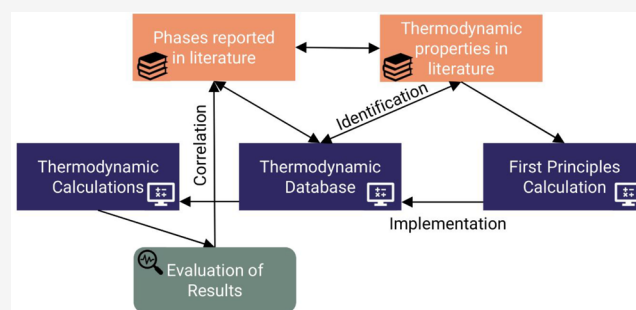 Phases reported
in literature
Thermodynamic
properties in
literature
Identification
Correlation
Thermodynamic
Calculations
Thermodynamic
Database
First Principles
Calculation
Implementation
Evaluation of
Results